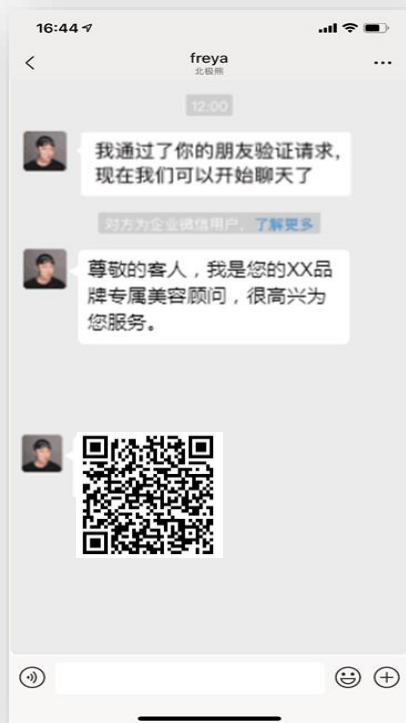 16:44
freya
北极熊
12:00
我通过了你的朋友验证请求，
现在我们可以开始聊天了
对方为企业微信用户，了解更多
尊敬的客人，我是您的XX品
牌专属美容顾问，很高兴为
您服务。